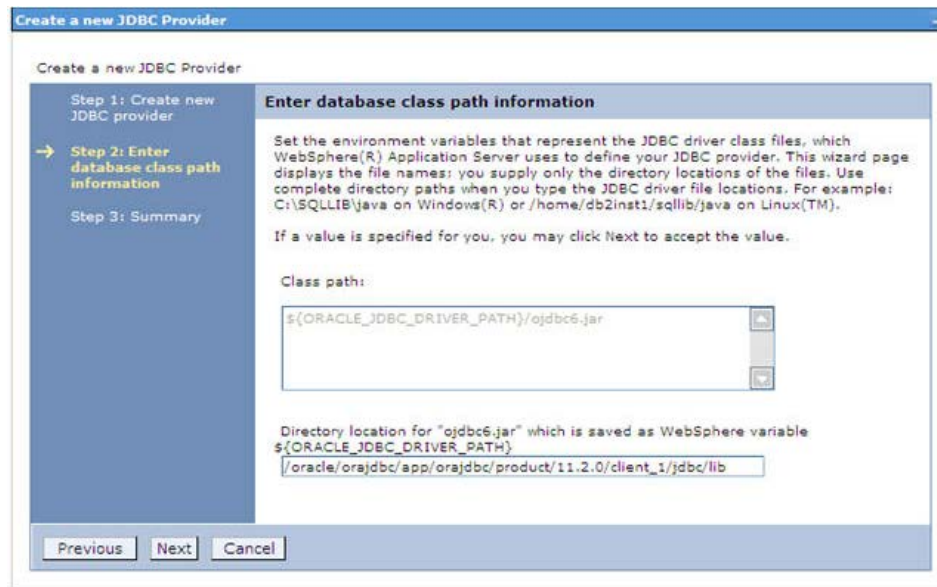 Create a new JDBC Provider
Create a new JDBC Provider
Step 1: Create new
JDBC provider
Step 2: Enter
database class path
information
Step 3: Summary
Enter database class path information
Set the environment variables that represent the JDBC driver class files, which
WebSphere(R) Application Server uses to define your JDBC provider. This wizard page
displays the file names; you supply only the directory locations of the files. Use
complete directory paths when you type the JDBC driver file locations. For example:
C:\SQLLIB\java on Windows(R) or /home/db2inst1/sqllib/java on Linux(TM).
If a value is specified for you, you may click Next to accept the value.
Class path:
${ORACLE_JDBC_DRIVER_PATH}/ojdbc6.jar
Directory location for "ojdbc6.jar" which is saved as WebSphere variable
${ORACLE_JDBC_DRIVER_PATH}
/oracle/orajdbc/app/orajdbc/product/11.2.0/client_1/jdbc/lib
Previous Next Cancel